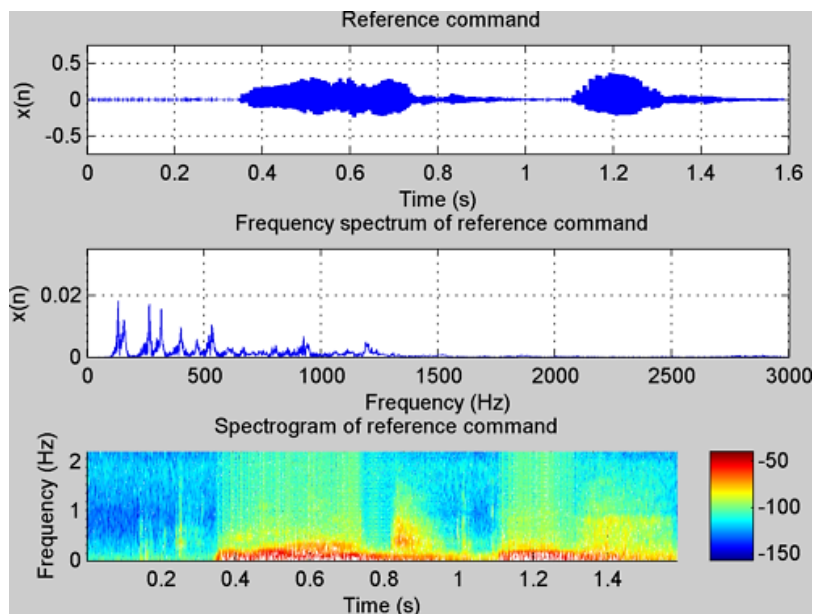 Reference command
x(n)
0.5
0
-0.5
0 0.2 0.4 0.6 0.8 1 1.2 1.4 1.6
Time (s)
Frequency spectrum of reference command
x(n)
0.02
0
0 500 1000 1500 2000 2500 3000
Frequency (Hz)
Spectrogram of reference command
Frequency (Hz)
2
1
0
0.2 0.4 0.6 0.8 1 1.2 1.4
Time (s)
-50
-100
-150